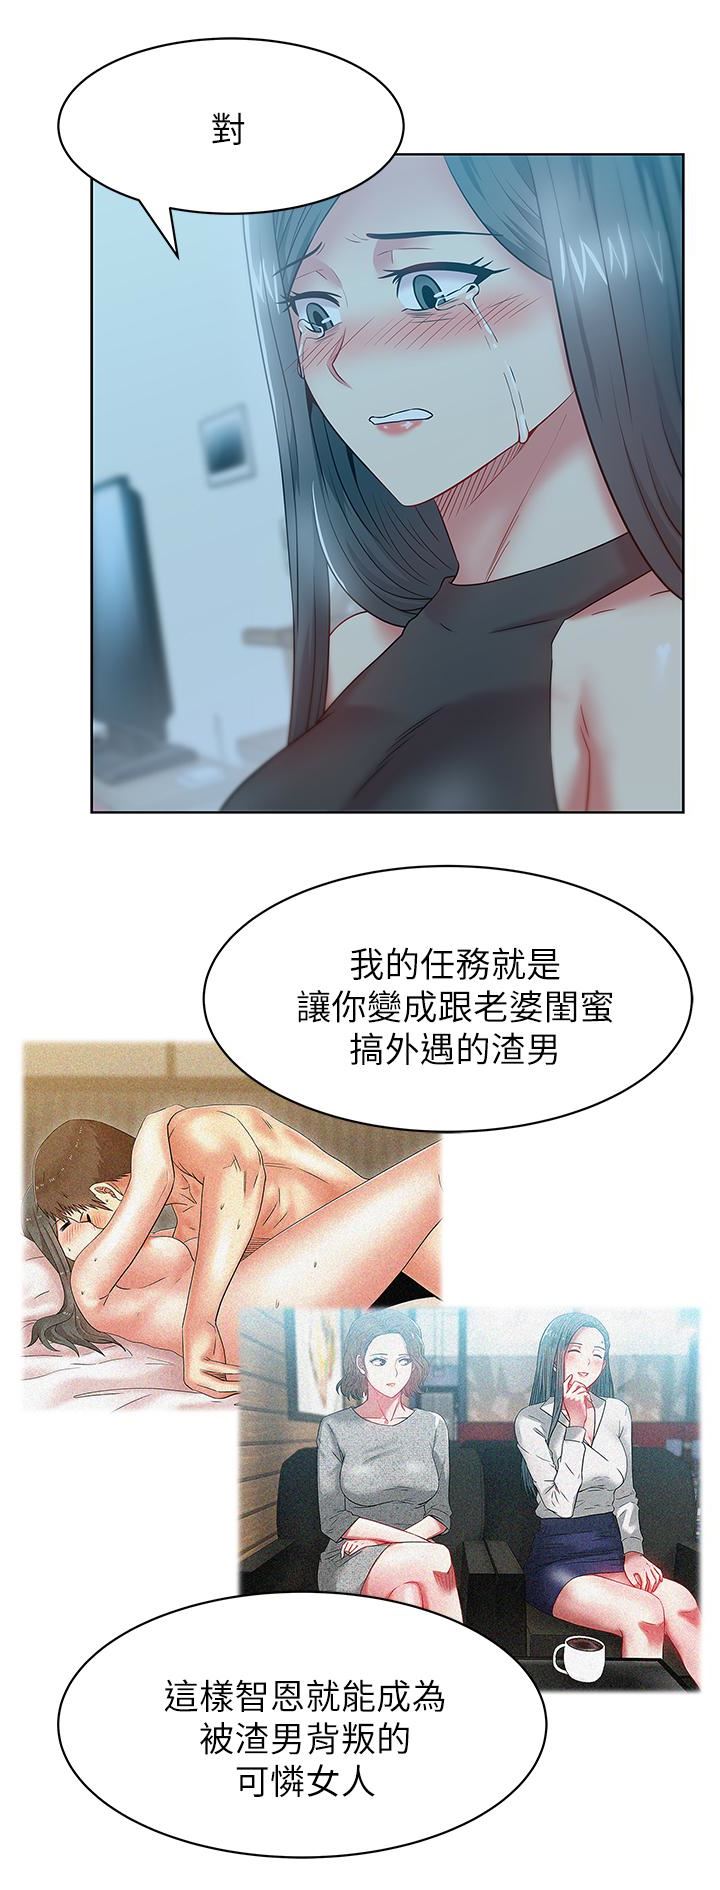 對
我的任務就是
讓你變成跟老婆閨蜜
搞外遇的渣男
這樣智恩就能成為
被渣男背叛的
可憐女人